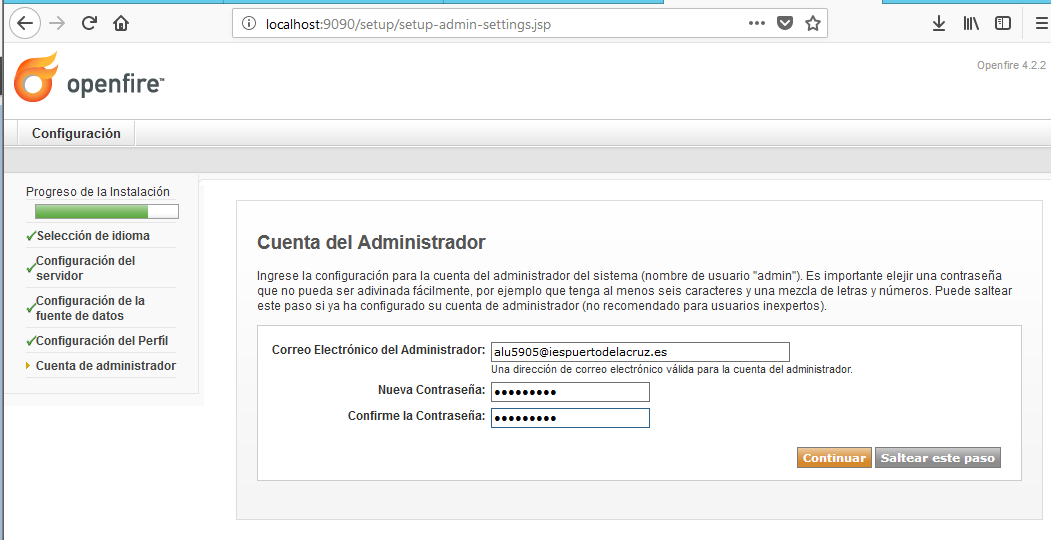 localhost:9090/setup/setup-admin-settings.jsp
openfire™
Openfire 4.2.2
Configuración
Progreso de la Instalación
Selección de idioma
Configuración del
servidor
Configuración de la
fuente de datos
Configuración del Perfil
Cuenta de administrador
Cuenta del Administrador
Ingrese la configuración para la cuenta del administrador del sistema (nombre de usuario "admin"). Es importante elejir una contraseña
que no pueda ser adivinada fácilmente, por ejemplo que tenga al menos seis caracteres y una mezcla de letras y números. Puede saltear
este paso si ya ha configurado su cuenta de administrador (no recomendado para usuarios inexpertos).
Correo Electrónico del Administrador: alu5905@iespuertodelacruz.es
Una dirección de correo electrónico válida para la cuenta del administrador.
Nueva Contraseña: •••••••••
Confirme la Contraseña: •••••••••
Continuar Saltear este paso